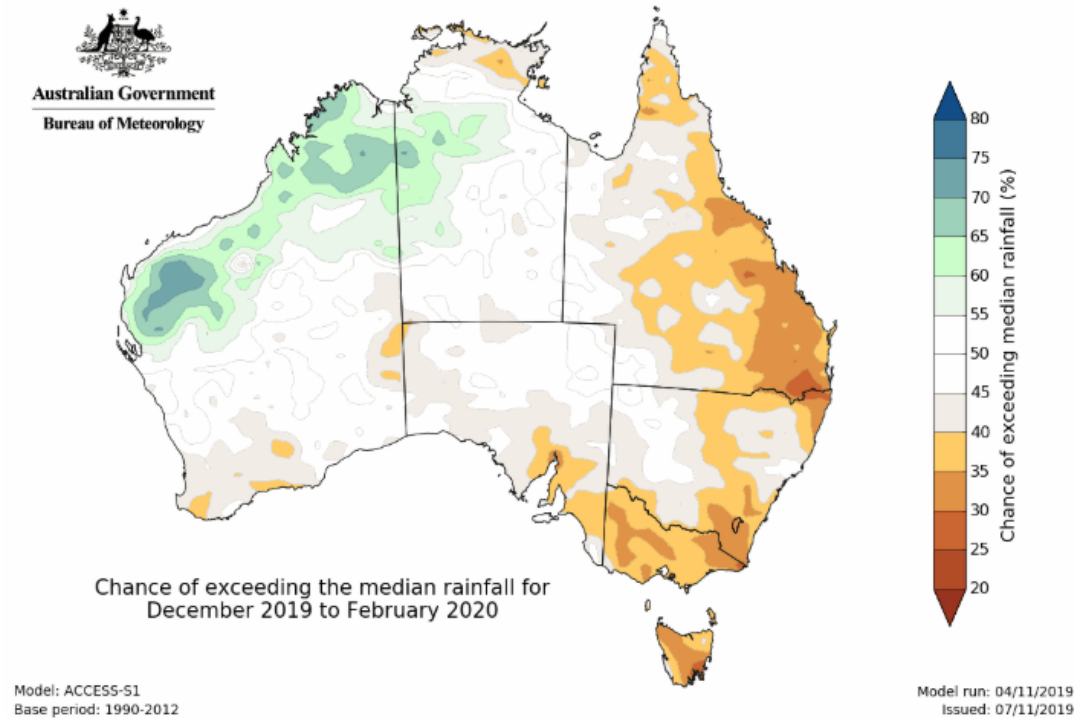 Australian Government
Bureau of Meteorology
80
75
70
65
60
55
50
45
40
35
30
25
20
Chance of exceeding median rainfall (%)
Chance of exceeding the median rainfall for
December 2019 to February 2020
Model: ACCESS-S1
Base period: 1990-2012
Model run: 04/11/2019
Issued: 07/11/2019